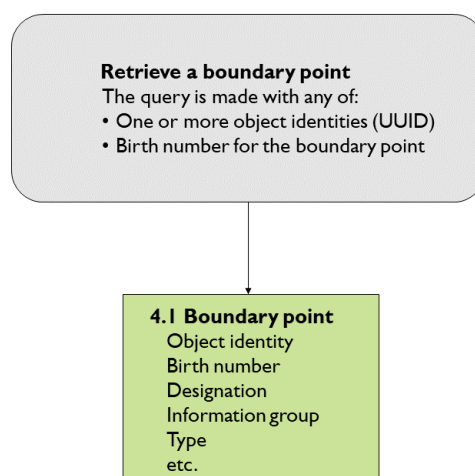 Retrieve a boundary point
The query is made with any of:
• One or more object identities (UUID)
• Birth number for the boundary point
4.1 Boundary point
Object identity
Birth number
Designation
Information group
Type
etc.